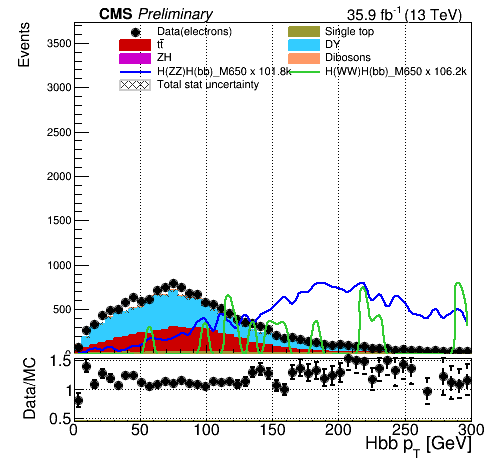 CMS Preliminary 35.9 fb⁻¹ (13 TeV)
Events
Data(electrons)
Single top
tt̄
DY
ZH
Dibosons
H(ZZ)H(bb)_M650 x 101.8k
H(WW)H(bb)_M650 x 106.2k
Total stat uncertainty
3500
3000
2500
2000
1500
1000
500
0
Data/MC
1.5
1
0.5
0 50 100 150 200 250 300
Hbb p_T [GeV]